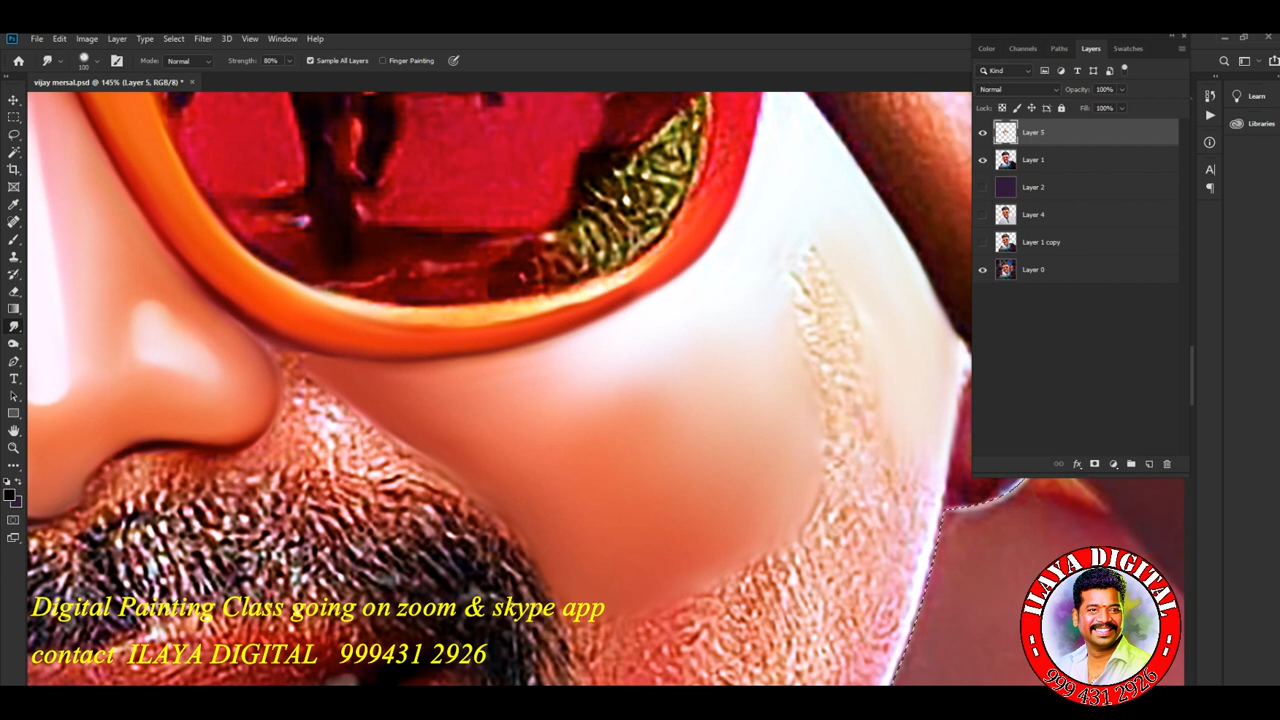 File Edit Image Layer Type Select Filter 3D View Window Help
Mode: Normal Strength: 80% Sample All Layers Finger Painting
100
vijay mersal.psd @ 145% (Layer 5, RGB/8) *
Color Channels Paths Layers Swatches
Kind
Normal Opacity: 100%
Lock: Fill: 100%
Layer 5
Layer 1
Layer 2
Layer 4
Layer 1 copy
Layer 0
Learn
Libraries
Digital Painting Class going on zoom & skype app
contact ILAYA DIGITAL 999431 2926
ILAYA DIGITAL
999 431 2926